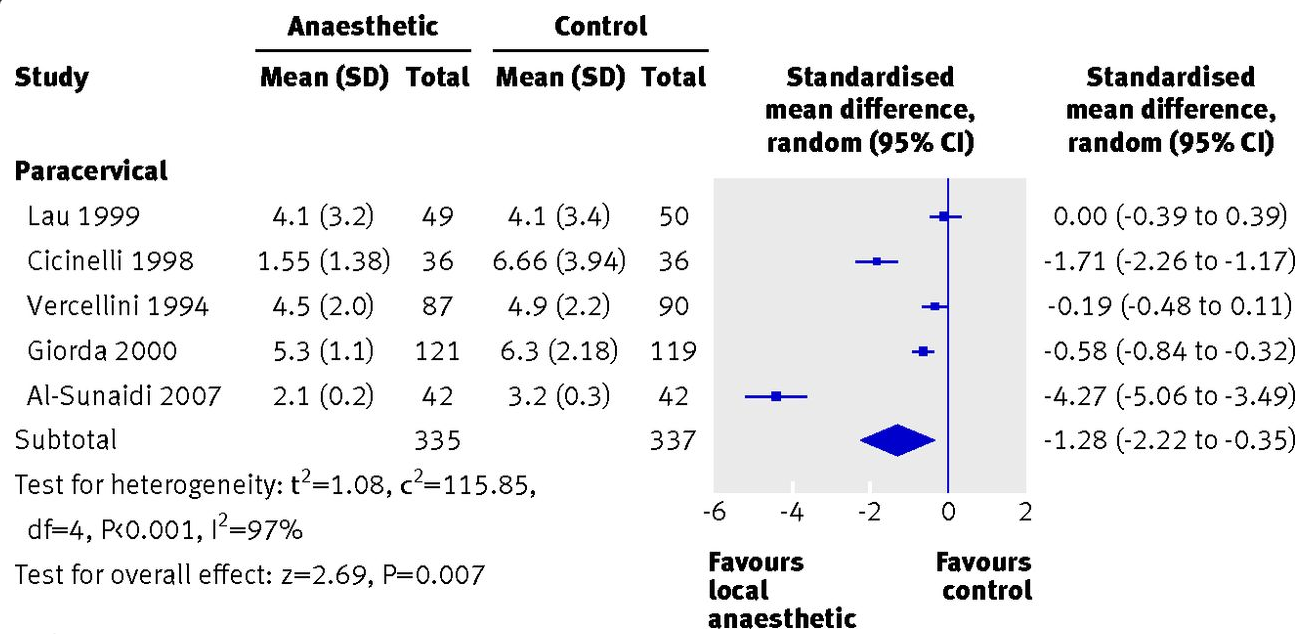 Anaesthetic Control
Study Mean (SD) Total Mean (SD) Total Standardised mean difference, random (95% CI) Standardised mean difference, random (95% CI)
Paracervical
Lau 1999 4.1 (3.2) 49 4.1 (3.4) 50 0.00 (-0.39 to 0.39)
Cicinelli 1998 1.55 (1.38) 36 6.66 (3.94) 36 -1.71 (-2.26 to -1.17)
Vercellini 1994 4.5 (2.0) 87 4.9 (2.2) 90 -0.19 (-0.48 to 0.11)
Giorda 2000 5.3 (1.1) 121 6.3 (2.18) 119 -0.58 (-0.84 to -0.32)
Al-Sunaidi 2007 2.1 (0.2) 42 3.2 (0.3) 42 -4.27 (-5.06 to -3.49)
Subtotal 335 337 -1.28 (-2.22 to -0.35)
Test for heterogeneity: t²=1.08, c²=115.85,
df=4, P<0.001, I²=97%
Test for overall effect: z=2.69, P=0.007
-6 -4 -2 0 2
Favours local anaesthetic
Favours control